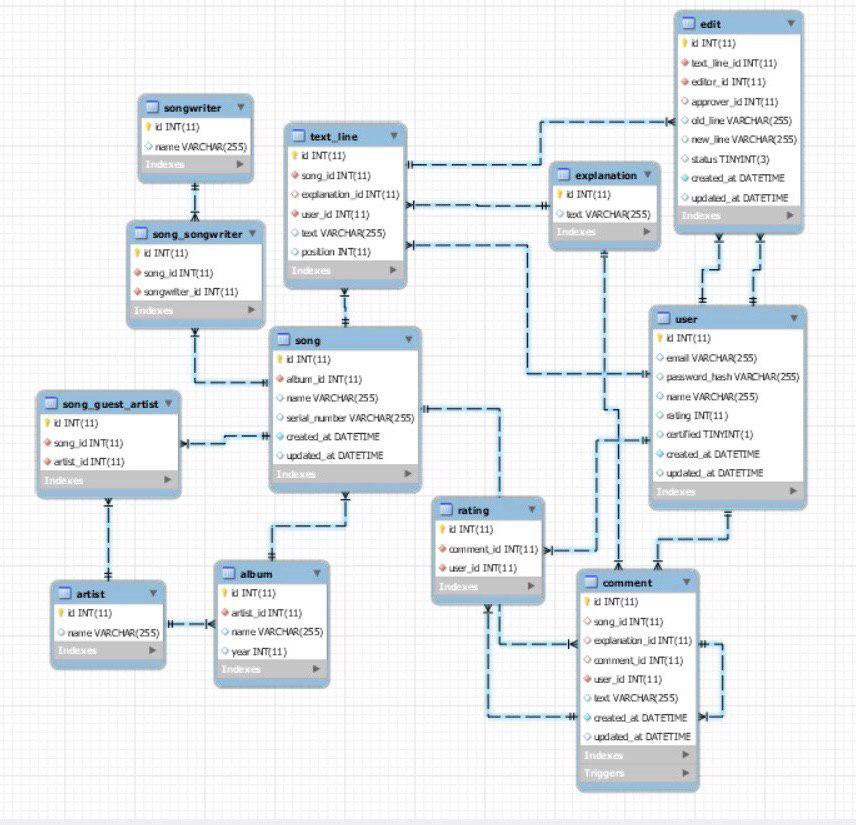 edit
id INT(11)
text_line_id INT(11)
editor_id INT(11)
approver_id INT(11)
old_line VARCHAR(255)
new_line VARCHAR(255)
status TINYINT(3)
created_at DATETIME
updated_at DATETIME
Indexes
songwriter
id INT(11)
name VARCHAR(255)
Indexes
text_line
id INT(11)
song_id INT(11)
explanation_id INT(11)
user_id INT(11)
text VARCHAR(255)
position INT(11)
Indexes
explanation
id INT(11)
text VARCHAR(255)
Indexes
song_songwriter
id INT(11)
song_id INT(11)
songwriter_id INT(11)
Indexes
user
id INT(11)
email VARCHAR(255)
password_hash VARCHAR(255)
name VARCHAR(255)
rating INT(11)
certified TINYINT(1)
created_at DATETIME
updated_at DATETIME
Indexes
song
id INT(11)
album_id INT(11)
name VARCHAR(255)
serial_number VARCHAR(255)
created_at DATETIME
updated_at DATETIME
Indexes
song_guest_artist
id INT(11)
song_id INT(11)
artist_id INT(11)
Indexes
rating
id INT(11)
comment_id INT(11)
user_id INT(11)
Indexes
artist
id INT(11)
name VARCHAR(255)
Indexes
album
id INT(11)
artist_id INT(11)
name VARCHAR(255)
year INT(11)
Indexes
comment
id INT(11)
song_id INT(11)
explanation_id INT(11)
comment_id INT(11)
user_id INT(11)
text VARCHAR(255)
created_at DATETIME
updated_at DATETIME
Indexes
Triggers